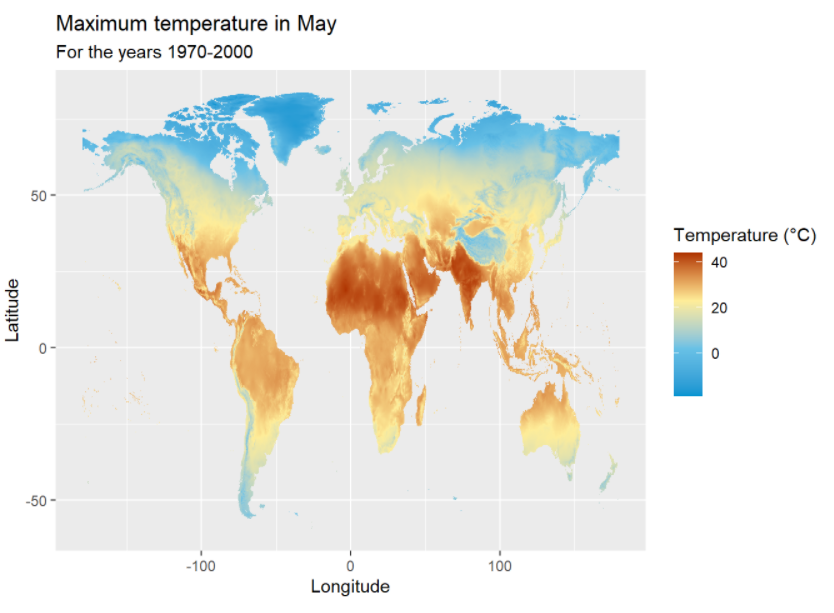 Maximum temperature in May
For the years 1970-2000
Latitude
50
0
-50
-100
0
100
Longitude
Temperature (°C)
40
20
0